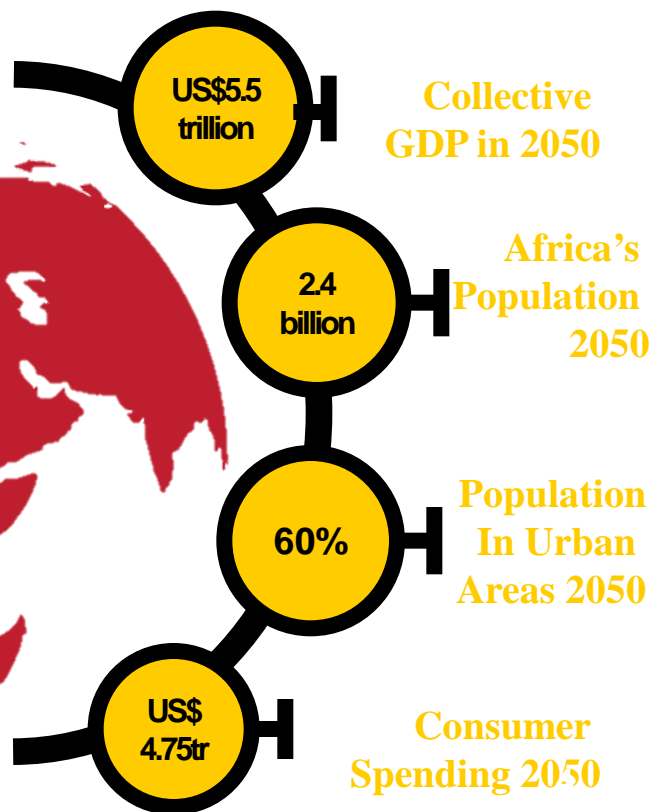 US$5.5
trillion
Collective
GDP in 2050
2.4
billion
Africa’s
Population
2050
60%
Population
In Urban
Areas 2050
US$
4.75tr
Consumer
Spending 2050